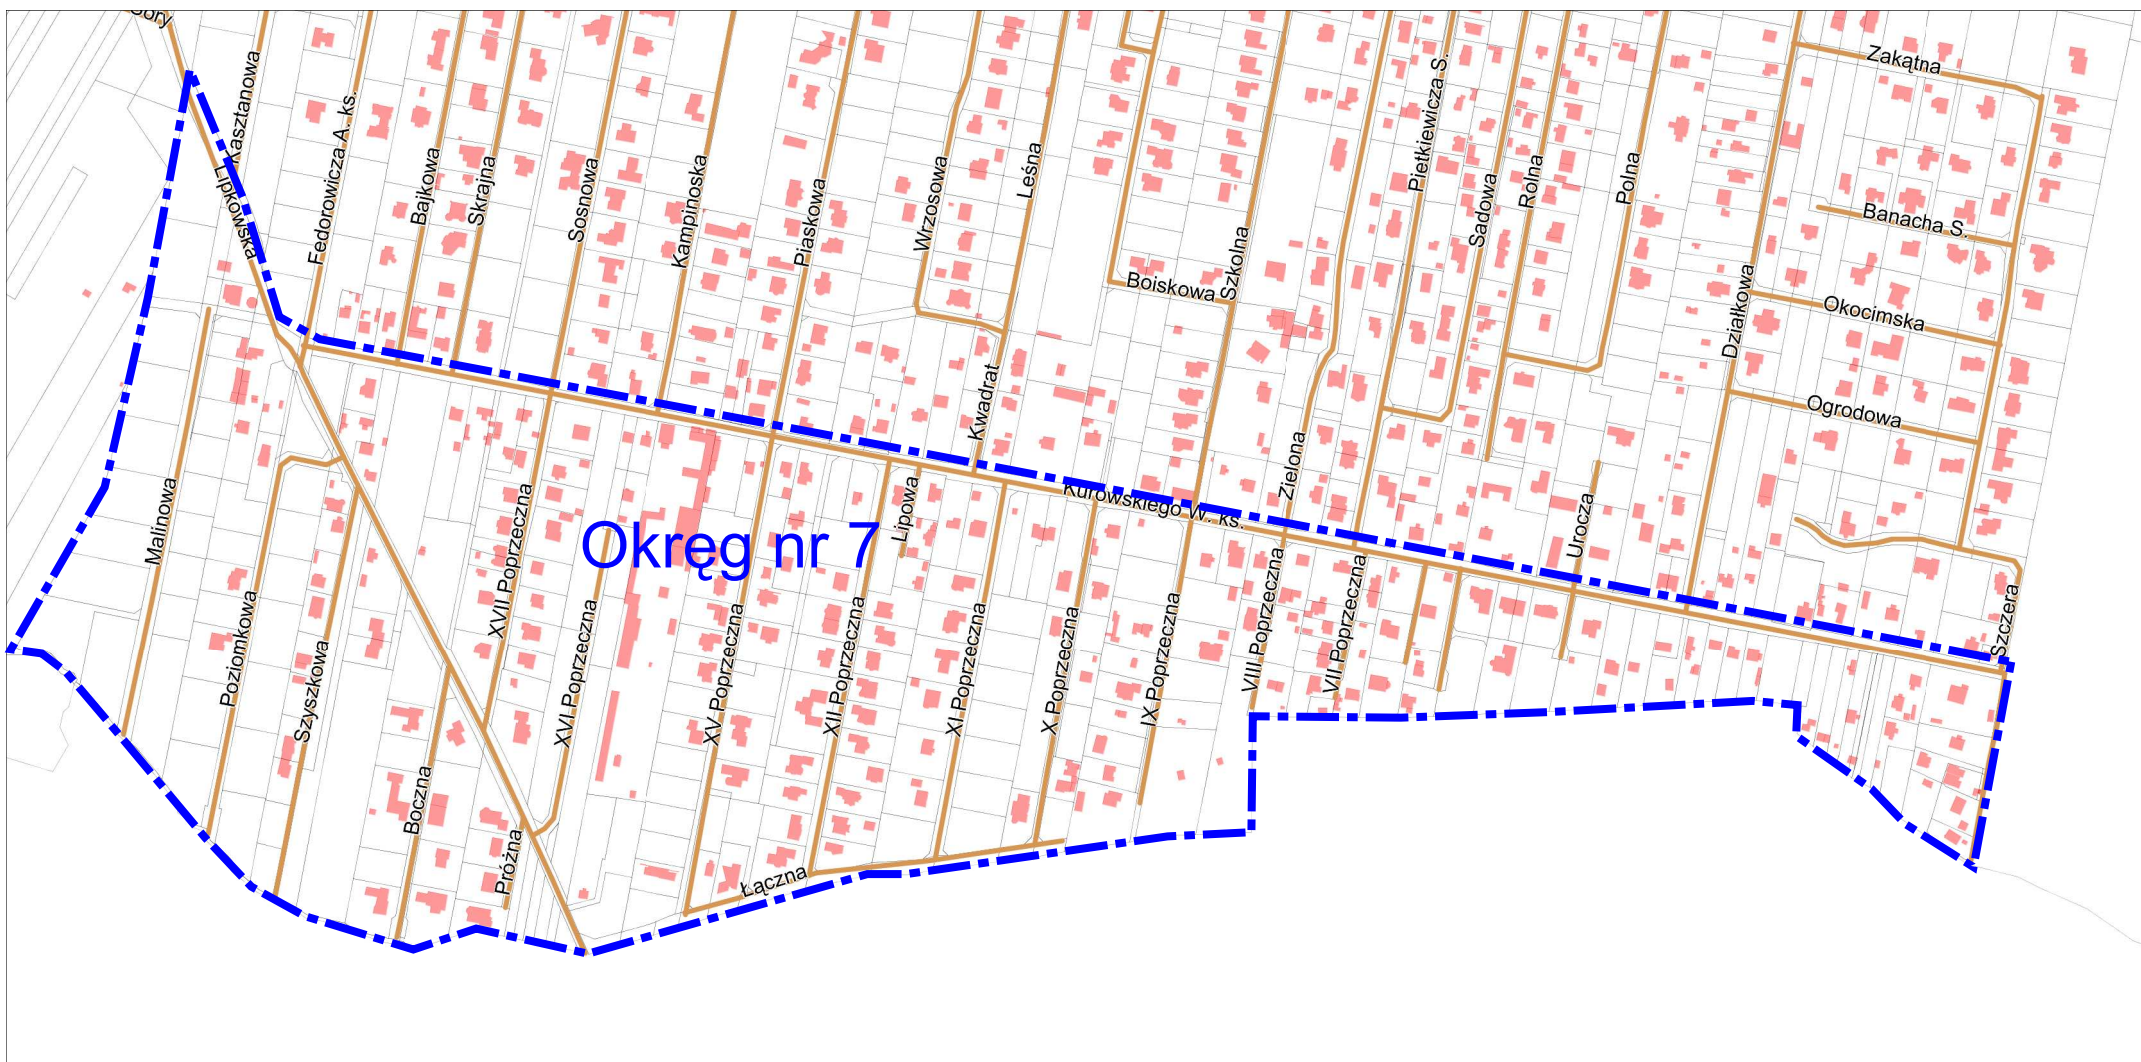 Góry
Kasztanowa
Fedorowicza A. ks.
Lipkowska
Bajkowa
Skrajna
Sosnowa
Kampinoska
Piaskowa
Wrzosowa
Leśna
Kwadrat
Boiskowa
Szkolna
Zielona
Pietkiewicza S.
Sadowa
Rolna
Polna
Działkowa
Zakątna
Banacha S.
Okocimska
Ogrodowa
Urocza
Szczera
Kurowskiego W. ks.
Malinowa
Poziomkowa
Szyszkowa
Boczna
Próżna
XVII Poprzeczna
XVI Poprzeczna
Okręg nr 7
XV Poprzeczna
Lipowa
XII Poprzeczna
XI Poprzeczna
X Poprzeczna
IX Poprzeczna
VIII Poprzeczna
VII Poprzeczna
Łączna